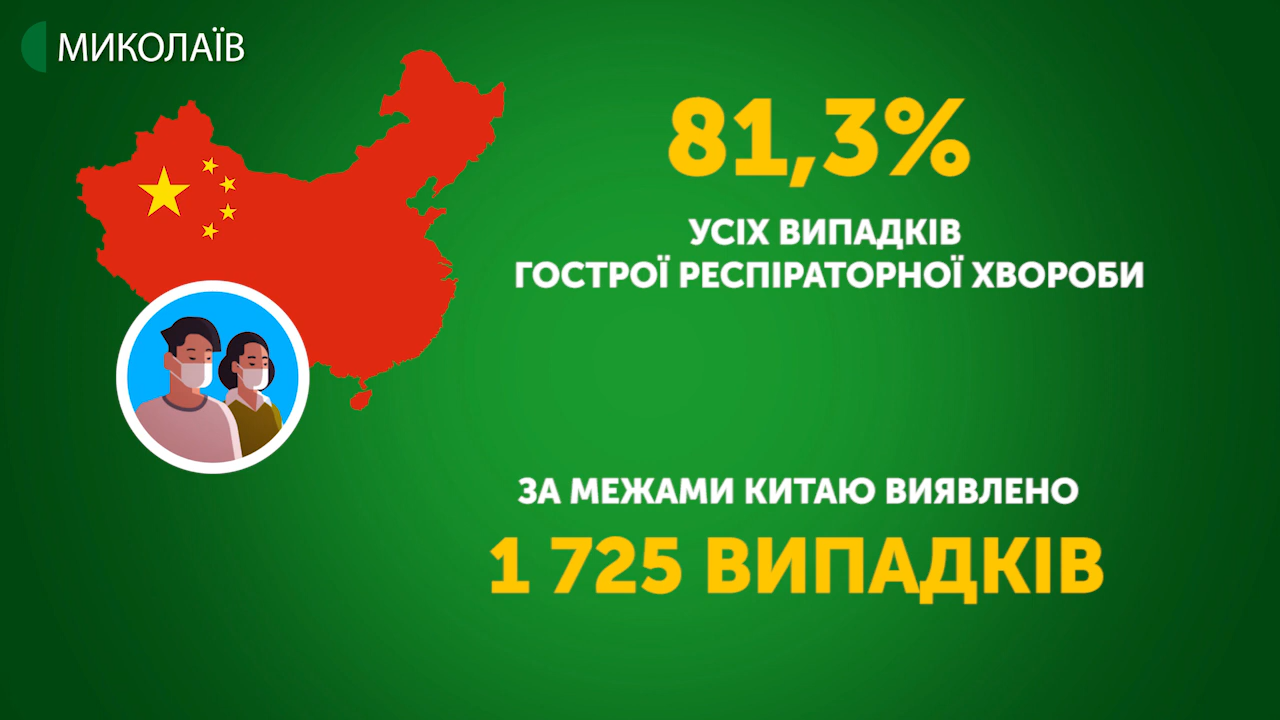 МИКОЛАЇВ
81,3%
УСІХ ВИПАДКІВ
ГОСТРОЇ РЕСПІРАТОРНОЇ ХВОРОБИ
ЗА МЕЖАМИ КИТАЮ ВИЯВЛЕНО
1 725 ВИПАДКІВ